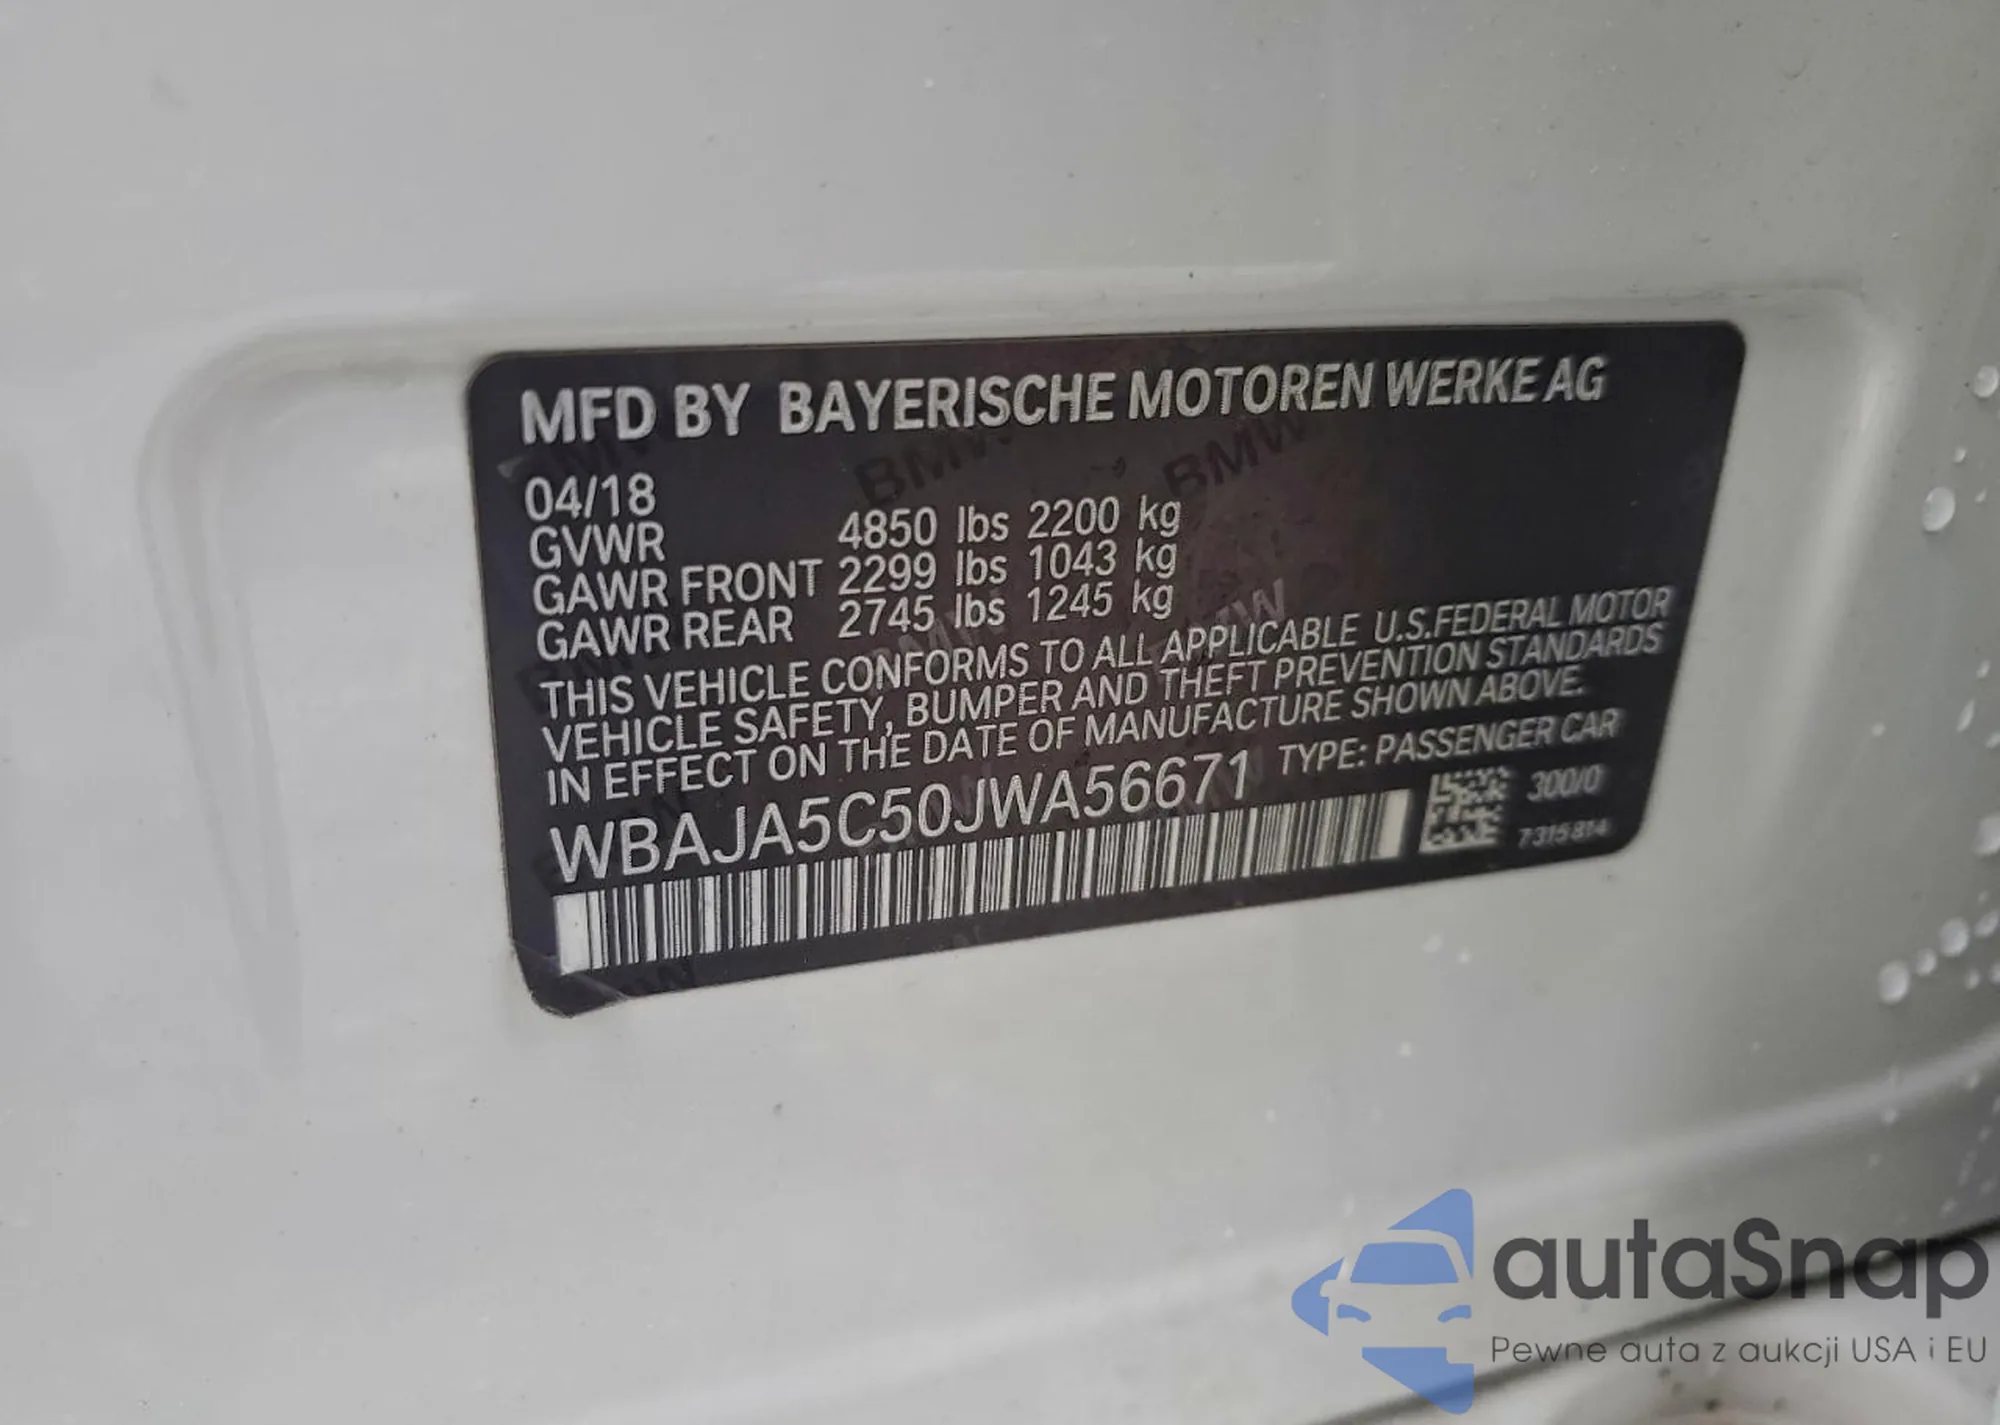 MFD BY BAYERISCHE MOTOREN WERKE AG
04/18
GVWR 4850 lbs 2200 kg
GAWR FRONT 2299 lbs 1043 kg
GAWR REAR 2745 lbs 1245 kg
THIS VEHICLE CONFORMS TO ALL APPLICABLE U.S.FEDERAL MOTOR
VEHICLE SAFETY, BUMPER AND THEFT PREVENTION STANDARDS
IN EFFECT ON THE DATE OF MANUFACTURE SHOWN ABOVE.
WBAJA5C50JWA56671 TYPE: PASSENGER CAR
300/0
7315814
autaSnap
Pewne auta z aukcji USA i EU